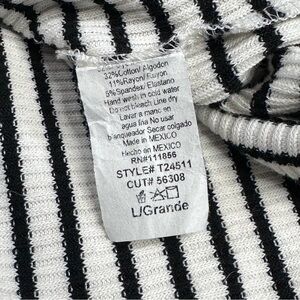 32%Cotton/ Algodon
11%Rayon/ Rayon
6%Spandex/ Elastano
Hand wash in cold water
Do not bleach Line dry
Lavar a mano en
agua fria No usar
blanqueador Secar colgado
Made in MEXICO
Hecho en MEXICO
RN#111866
STYLE# T24511
CUT# 56308
L/Grande